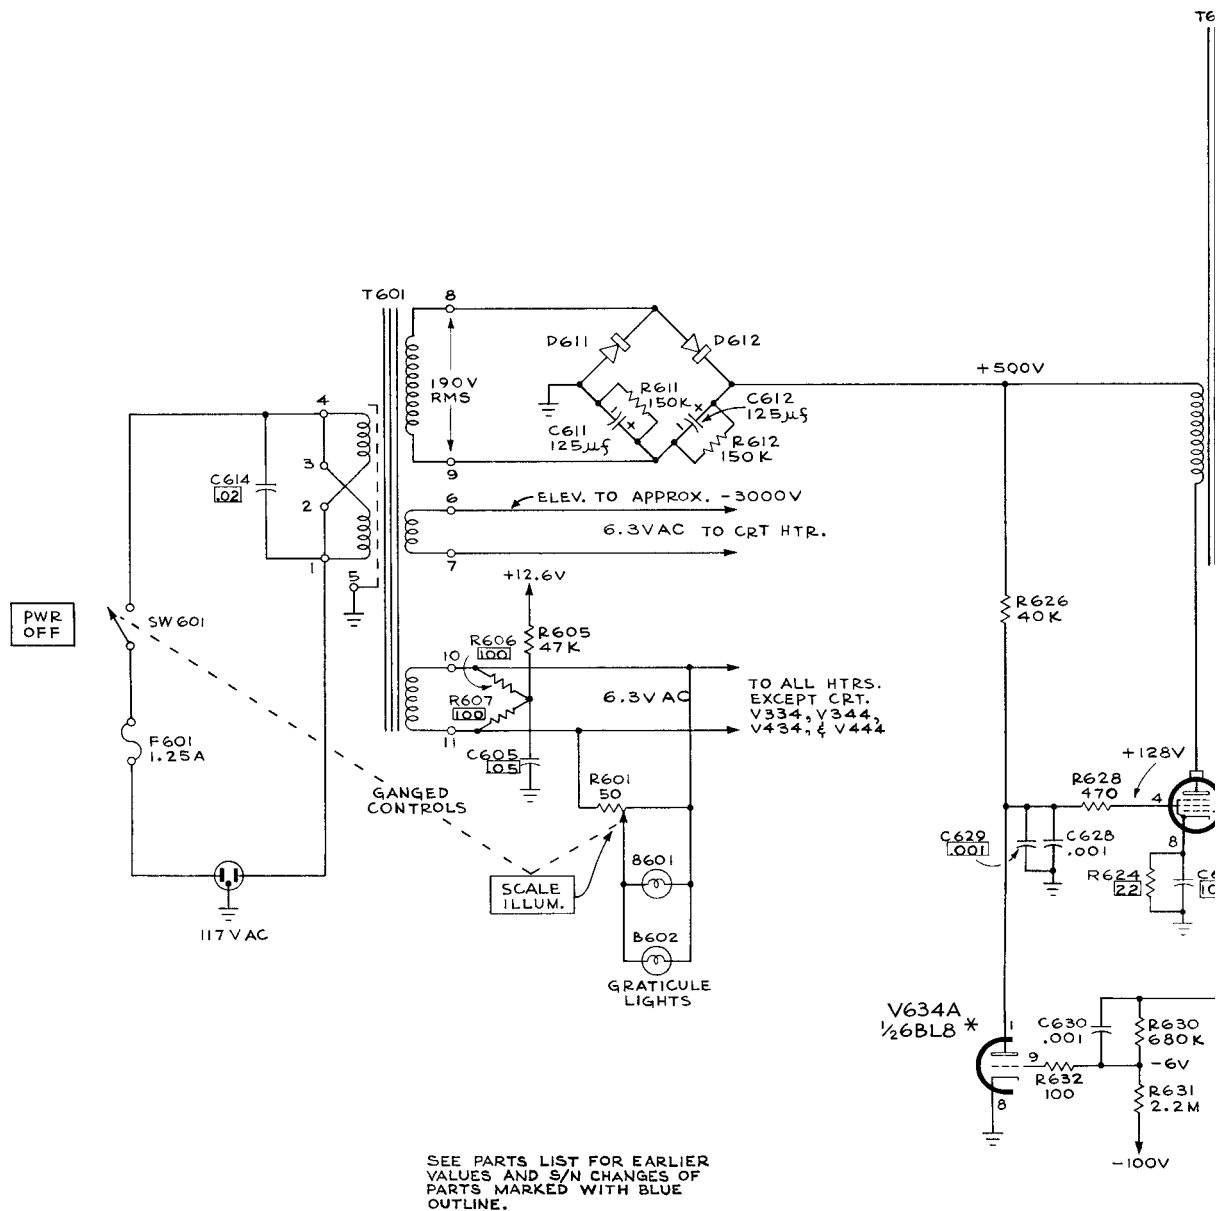 T6
T601
8
D611
D612
+500V
190V
RMS
R611
150K
C612
125µf
C611
125µf
R612
150K
4
3
C614
.02
2
1
5
9
6
ELEV. TO APPROX. -3000V
6.3VAC TO CRT HTR.
7
+12.6V
R626
40K
PWR
OFF
SW601
R606
100
R605
47K
10
R607
100
6.3VAC
TO ALL HTRS.
EXCEPT CRT.
V334, V344,
V434, & V444
11
F601
1.25A
C605
.05
R601
50
GANGED
CONTROLS
+128V
R628
470
4
C629
.001
C628
.001
8
B601
SCALE
ILLUM.
R624
22
C6
10
117VAC
B602
GRATICULE
LIGHTS
V634A
½6BL8 *
1
C630
.001
R630
680K
9
-6V
R632
100
R631
2.2M
8
-100V
SEE PARTS LIST FOR EARLIER
VALUES AND S/N CHANGES OF
PARTS MARKED WITH BLUE
OUTLINE.